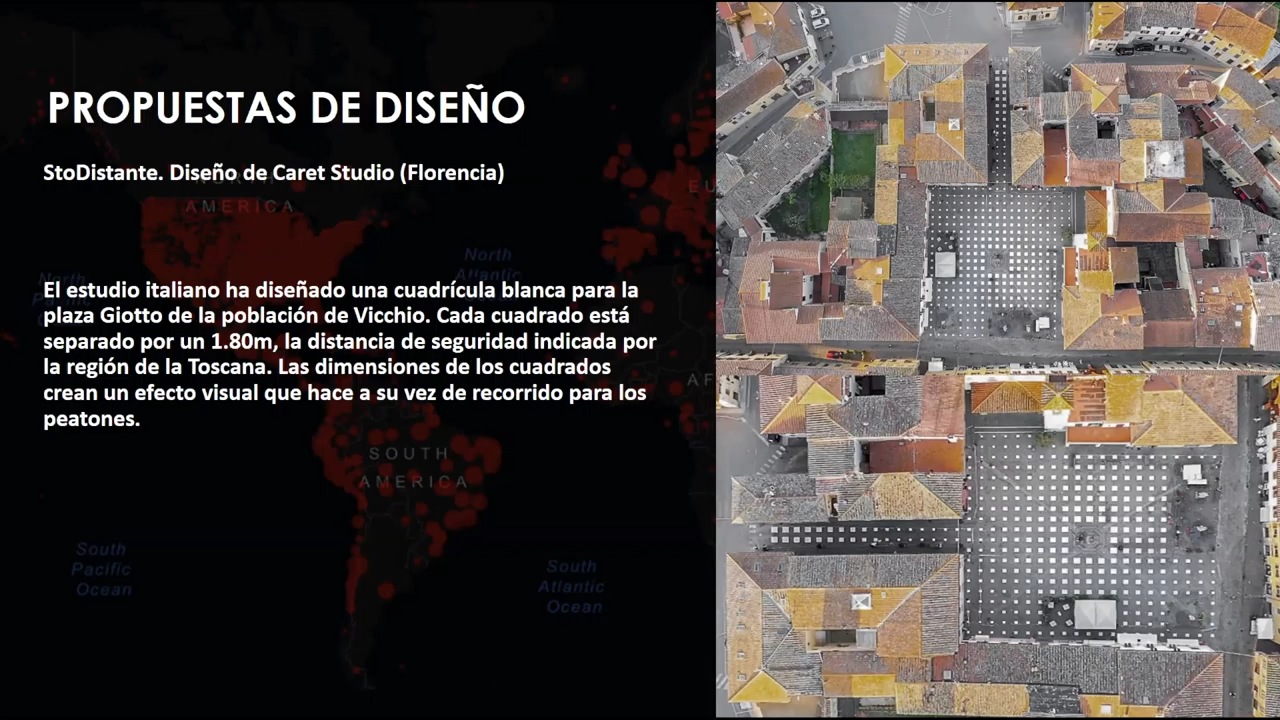 PROPUESTAS DE DISEÑO
StoDistante. Diseño de Caret Studio (Florencia)
AMERICA
North
Atlantic
El estudio italiano ha diseñado una cuadrícula blanca para la
plaza Giotto de la población de Vicchio. Cada cuadrado está
separado por un 1.80m, la distancia de seguridad indicada por
la región de la Toscana. Las dimensiones de los cuadrados
crean un efecto visual que hace a su vez de recorrido para los
peatones.
SOUTH
AMERICA
South
Pacific
Ocean
South
Atlantic
Ocean